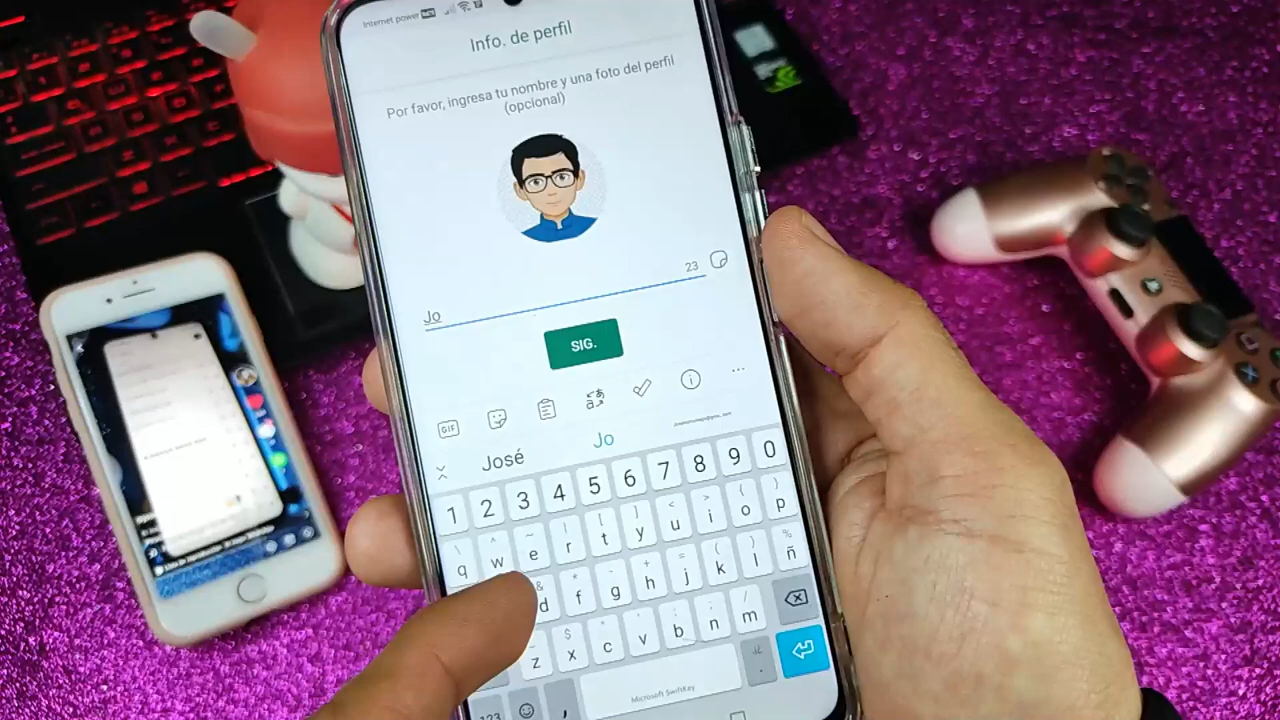 Internet power
Info. de perfil
Por favor, ingresa tu nombre y una foto del perfil
(opcional)
23
Jo
SIG.
GIF
José Jo
1 2 3 4 5 6 7 8 9 0
q w e r t y u i o p
d f g h j k l ñ
z x c v b n m
123 , Microsoft SwiftKey .